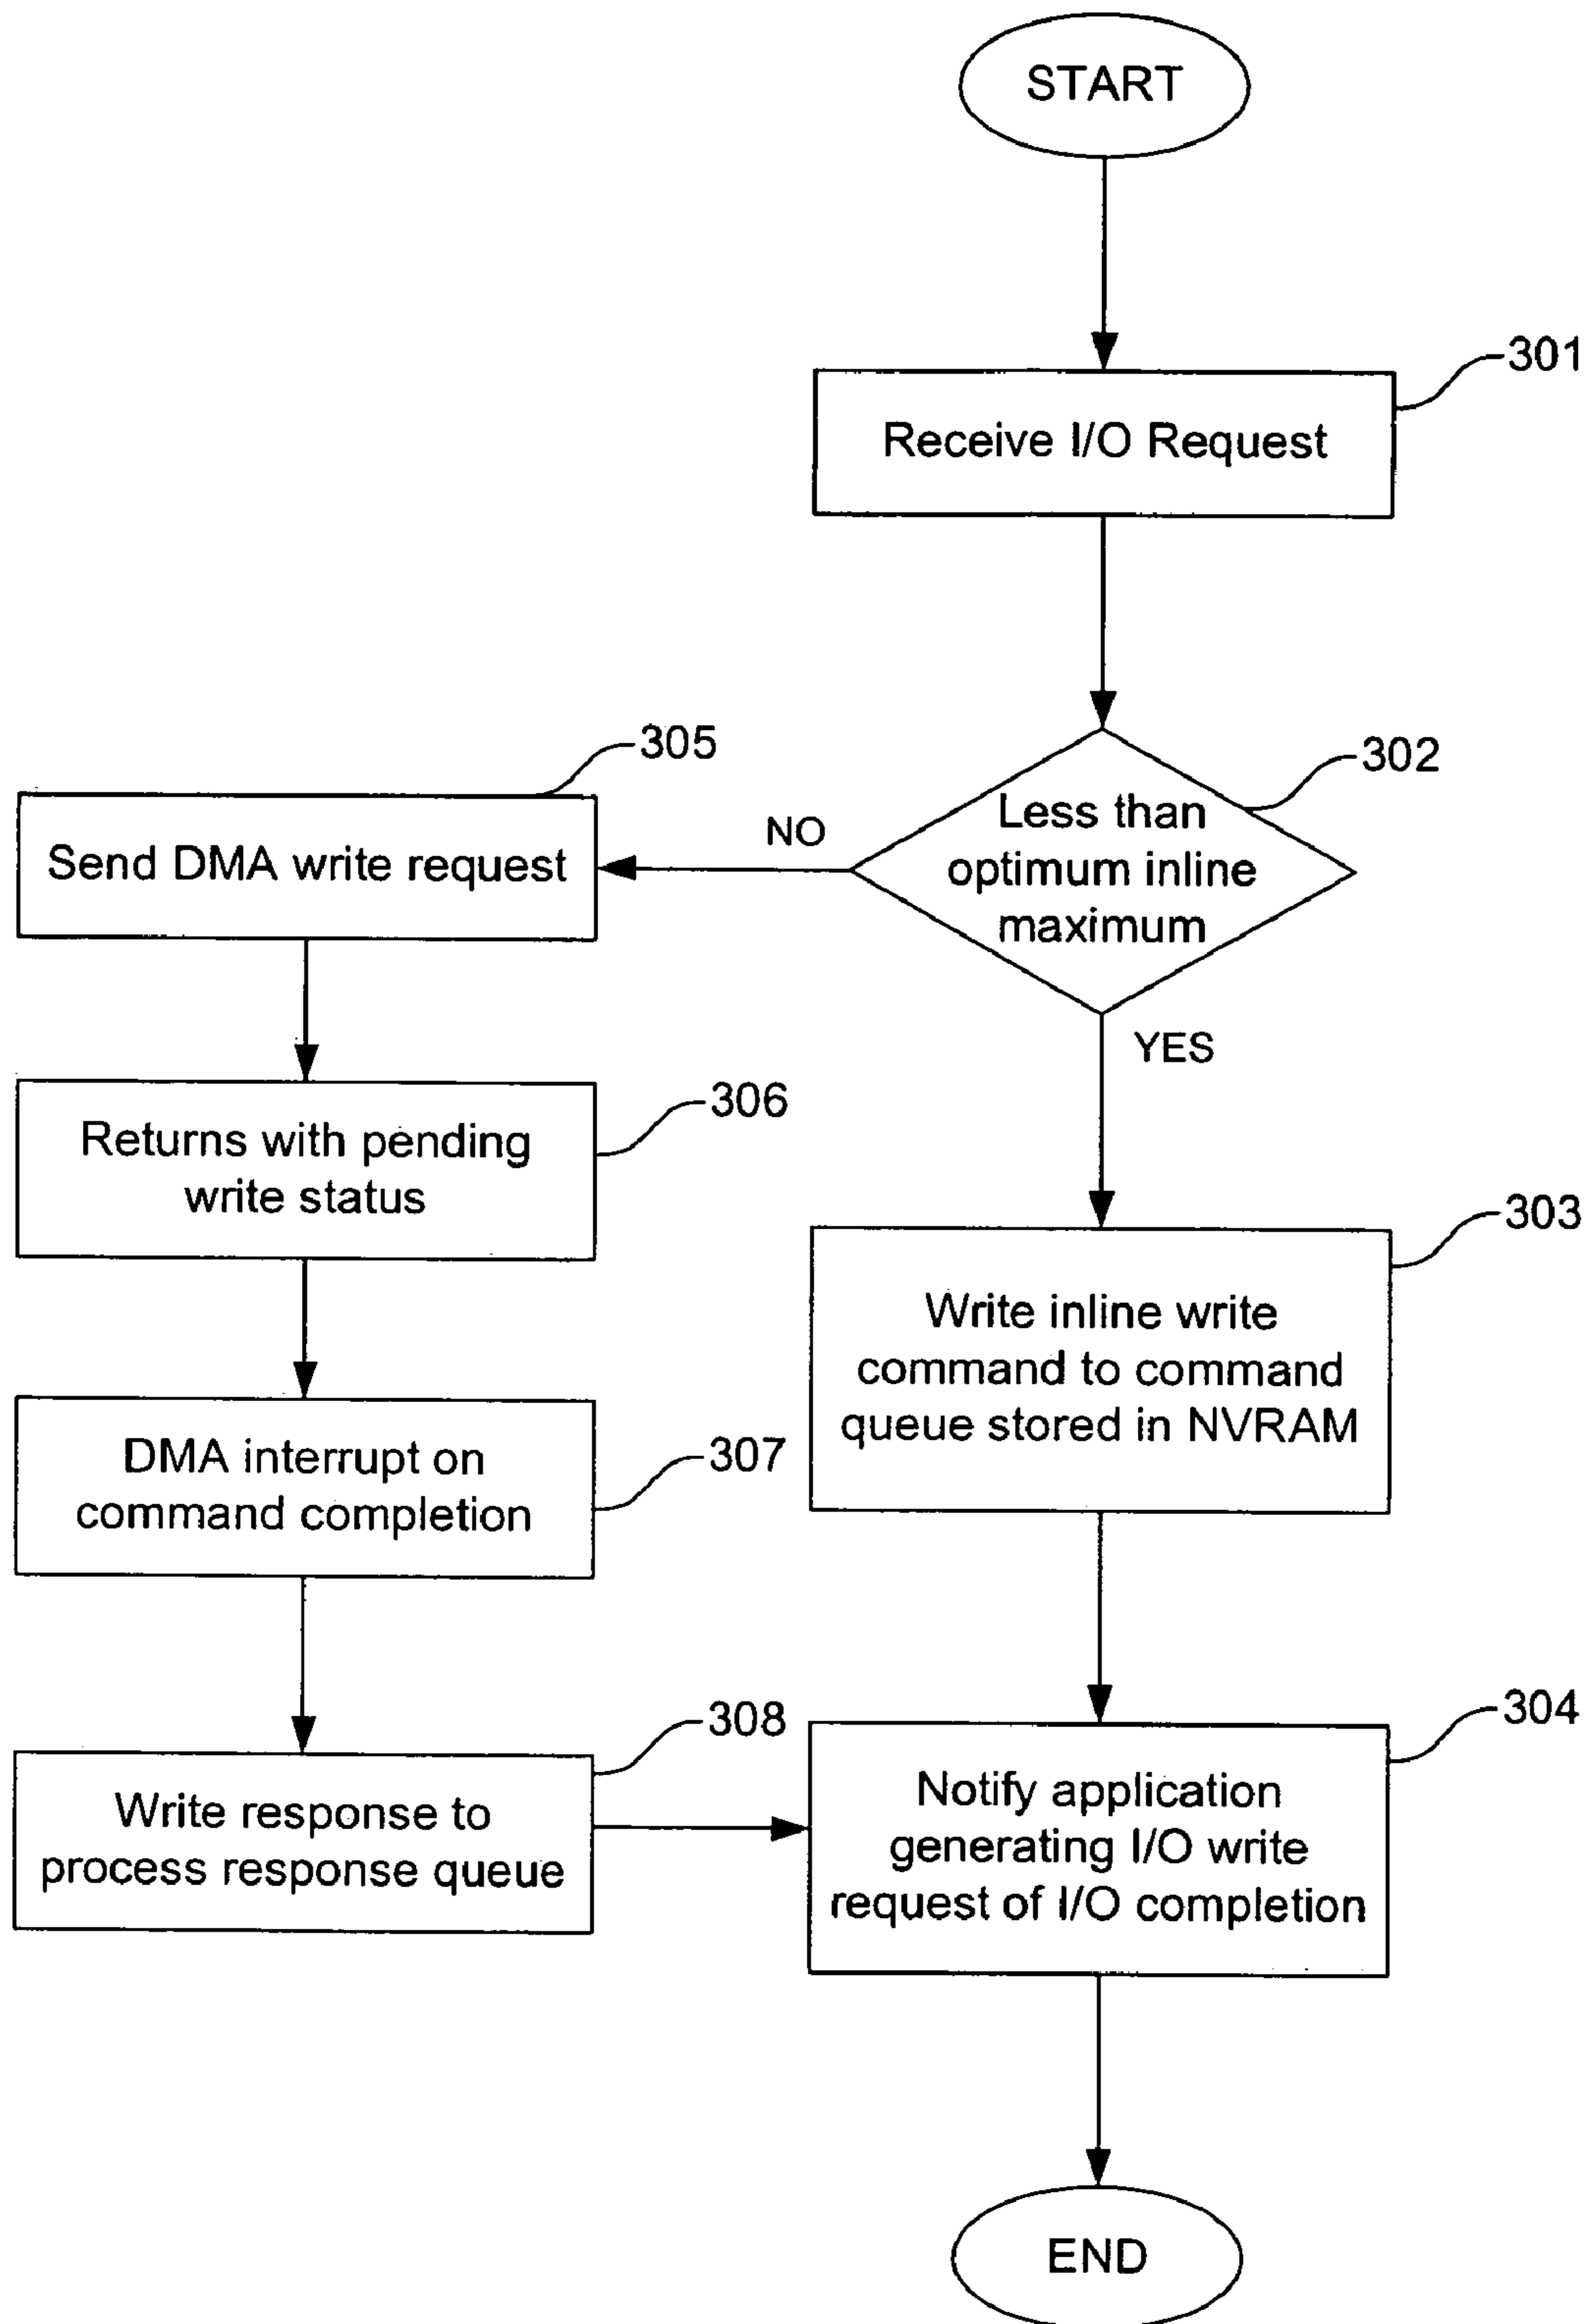 START
301
Receive I/O Request
302
Less than
optimum inline
maximum
NO
YES
305
Send DMA write request
306
Returns with pending
write status
307
DMA interrupt on
command completion
308
Write response to
process response queue
303
Write inline write
command to command
queue stored in NVRAM
304
Notify application
generating I/O write
request of I/O completion
END